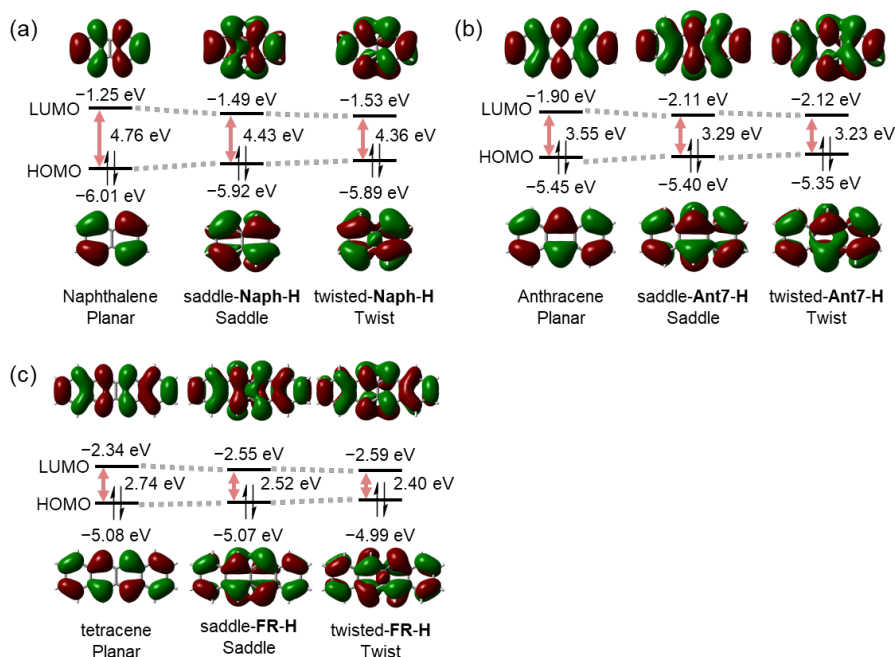 (a)
−1.25 eV −1.49 eV −1.53 eV
LUMO
4.76 eV 4.43 eV 4.36 eV
HOMO
−6.01 eV −5.92 eV −5.89 eV
Naphthalene saddle-Naph-H twisted-Naph-H
Planar Saddle Twist
(b)
−1.90 eV −2.11 eV −2.12 eV
LUMO
3.55 eV 3.29 eV 3.23 eV
HOMO
−5.45 eV −5.40 eV −5.35 eV
Anthracene saddle-Ant7-H twisted-Ant7-H
Planar Saddle Twist
(c)
−2.34 eV −2.55 eV −2.59 eV
LUMO
2.74 eV 2.52 eV 2.40 eV
HOMO
−5.08 eV −5.07 eV −4.99 eV
tetracene saddle-FR-H twisted-FR-H
Planar Saddle Twist